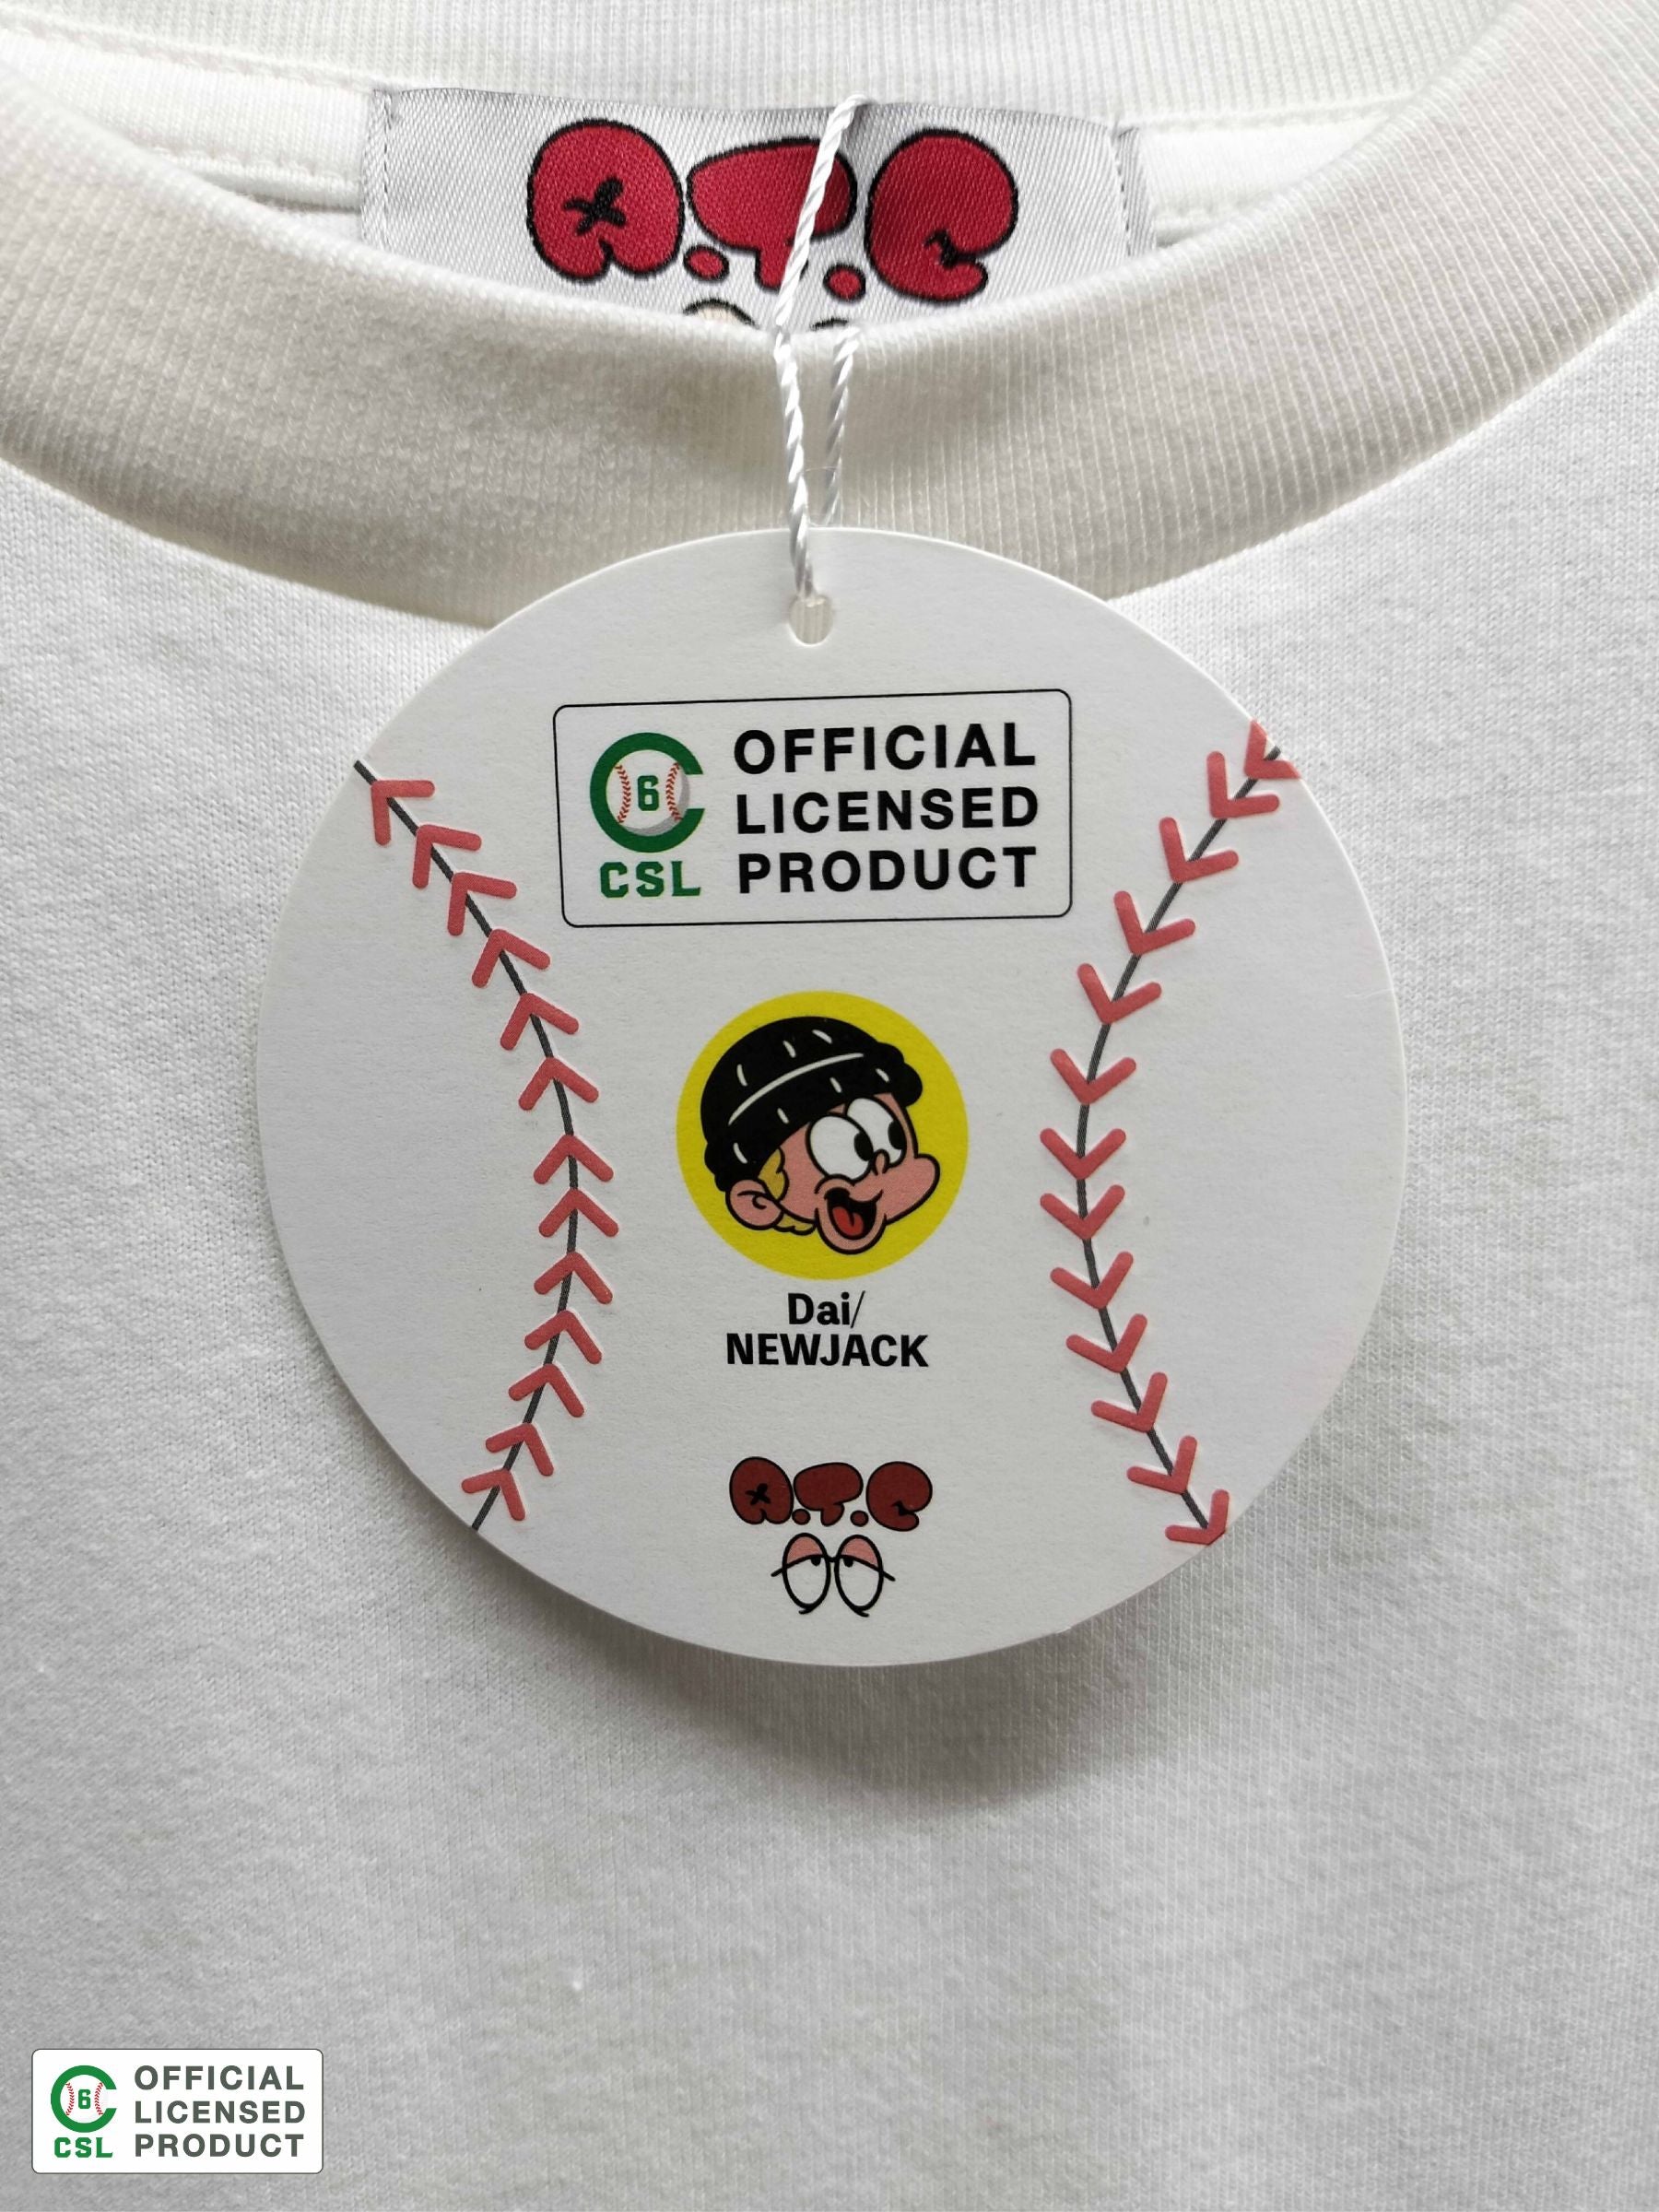 A.T.C
6
CSL
OFFICIAL
LICENSED
PRODUCT
Dai/
NEWJACK
A.T.C
6
CSL
OFFICIAL
LICENSED
PRODUCT